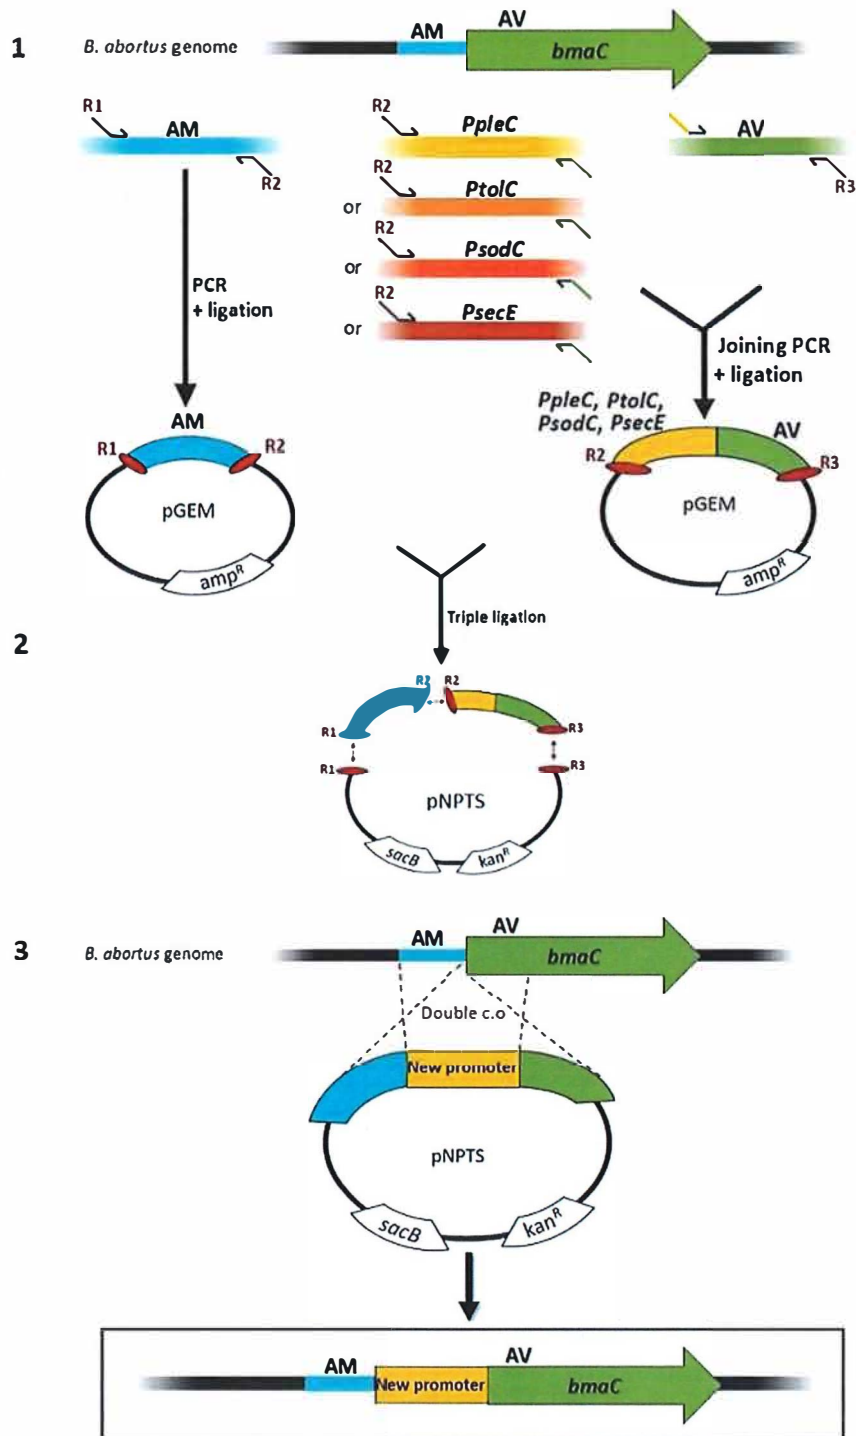 1
B. abortus genome
AM
AV
bmaC
R1
AM
R2
R2
PpleC
or
R2
PtolC
or
R2
PsodC
or
R2
PsecE
AV
R3
PCR
+ ligation
Joining PCR
+ ligation
AM
R1
R2
pGEM
ampR
PpleC, PtolC,
PsodC, PsecE
AV
R2
R3
pGEM
ampR
2
Triple ligation
R2
R2
R1
R3
R1
R3
pNPTS
sacB
kanR
3
B. abortus genome
AM
AV
bmaC
Double c.o
New promoter
pNPTS
sacB
kanR
AM
AV
New promoter
bmaC